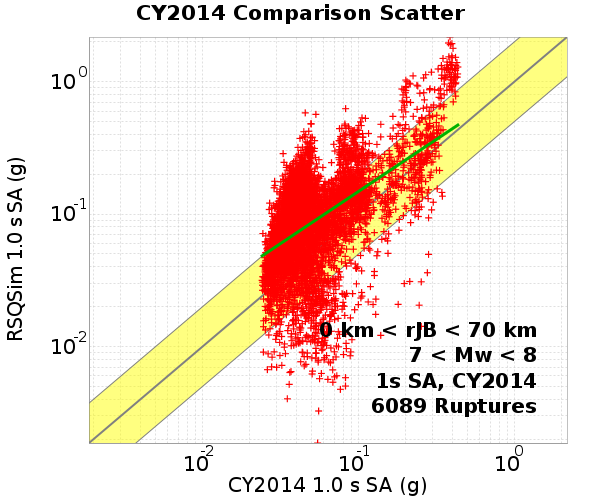 CY2014 Comparison Scatter
RSQSim 1.0 s SA (g)
10^0
10^-1
10^-2
0 km < rJB < 70 km
7 < Mw < 8
1s SA, CY2014
6089 Ruptures
10^-2 10^-1 10^0
CY2014 1.0 s SA (g)